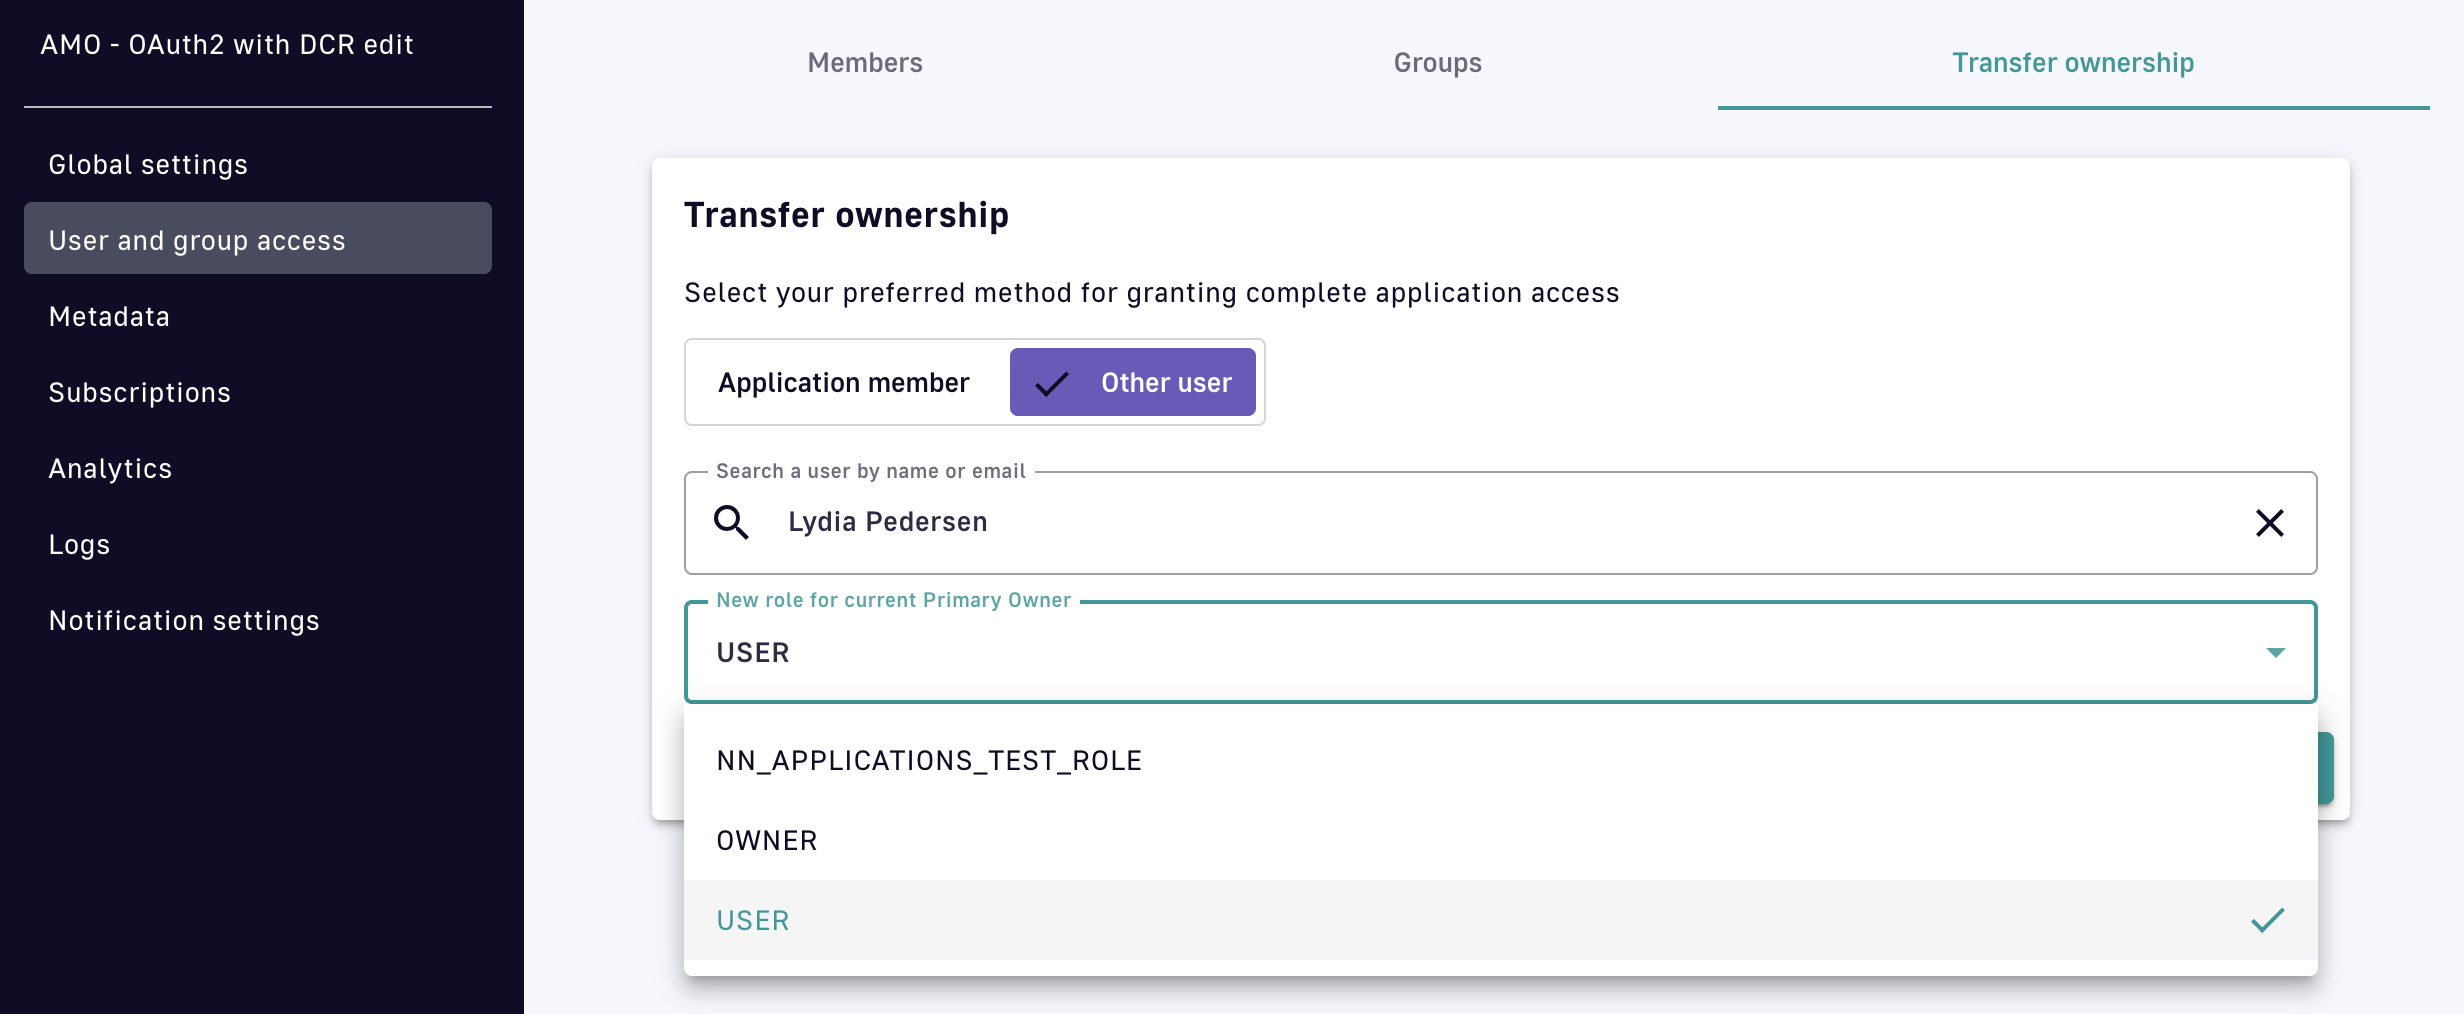 AMO - OAuth2 with DCR edit
Global settings
User and group access
Metadata
Subscriptions
Analytics
Logs
Notification settings
Members
Groups
Transfer ownership
Transfer ownership
Select your preferred method for granting complete application access
Application member
Other user
Search a user by name or email
Lydia Pedersen
New role for current Primary Owner
USER
NN_APPLICATIONS_TEST_ROLE
OWNER
USER